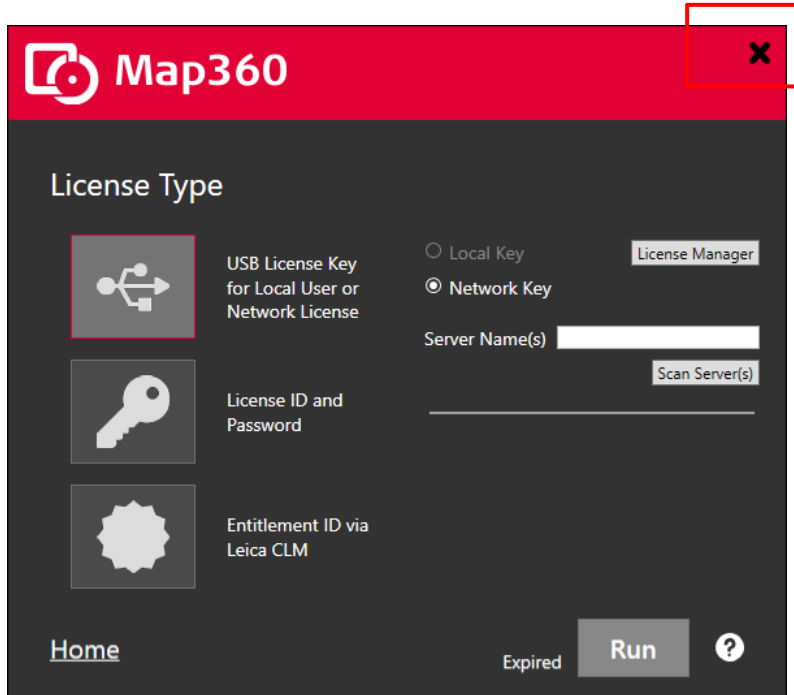 Map360
License Type
USB License Key
for Local User or
Network License
Local Key
License Manager
Network Key
Server Name(s)
Scan Server(s)
License ID and
Password
Entitlement ID via
Leica CLM
Home
Expired
Run
?